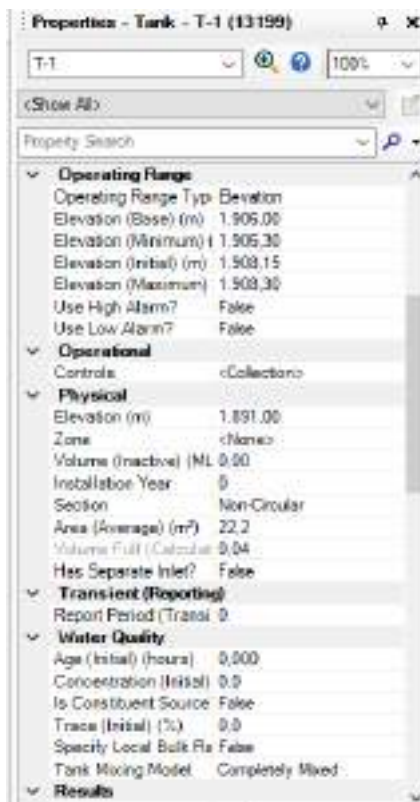 Properties - Tank - T-1 (13199)
T-1 100%
<Show All>
Property Search
Operating Range
Operating Range Typ Elevation
Elevation (Base) (m) 1.906,00
Elevation (Minimum) ( 1.906,30
Elevation (Initial) (m) 1.908,15
Elevation (Maximum) 1.908,30
Use High Alarm? False
Use Low Alarm? False
Operational
Controls <Collection>
Physical
Elevation (m) 1.891,00
Zone <None>
Volume (Inactive) (ML 0,00
Installation Year 0
Section Non-Circular
Area (Average) (m²) 22,2
Volume Full (Calculat 0,04
Has Separate Inlet? False
Transient (Reporting)
Report Period (Transi 0
Water Quality
Age (Initial) (hours) 0,000
Concentration (Initial) 0,0
Is Constituent Source False
Trace (Initial) (%) 0,0
Specify Local Bulk Ra False
Tank Mixing Model Completely Mixed
Results